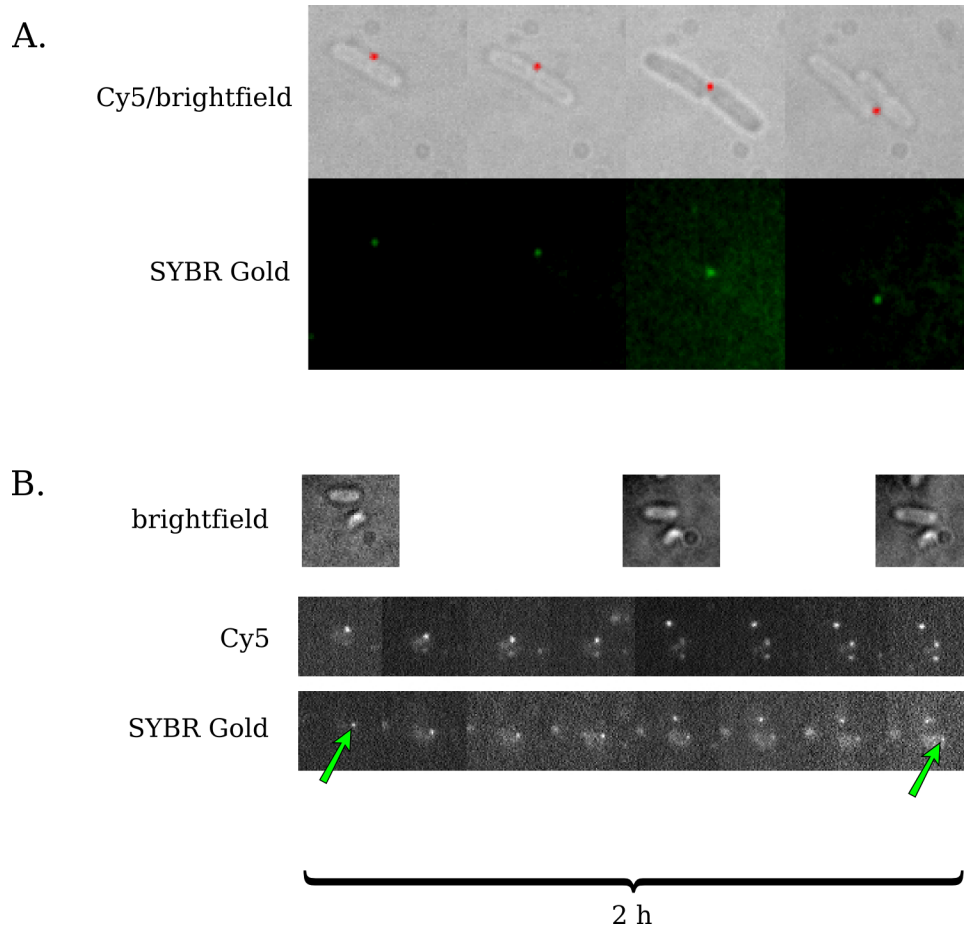 A.
Cy5/brightfield
SYBR Gold
B.
brightfield
Cy5
SYBR Gold
2 h